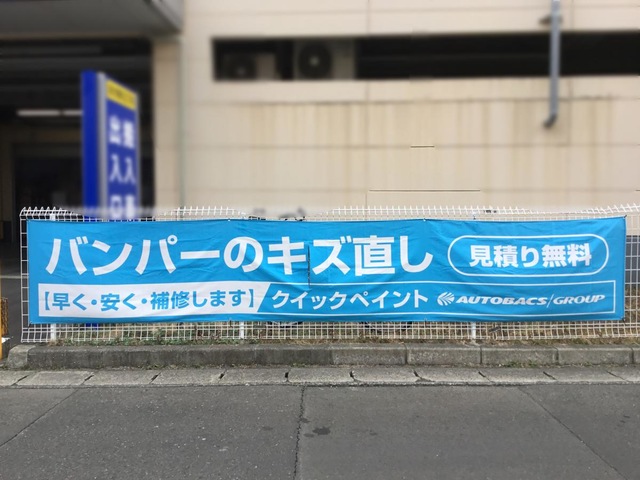 バンパーのキズ直し
見積り無料
【早く・安く・補修します】
クイックペイント
AUTOBACS/GROUP
出入口